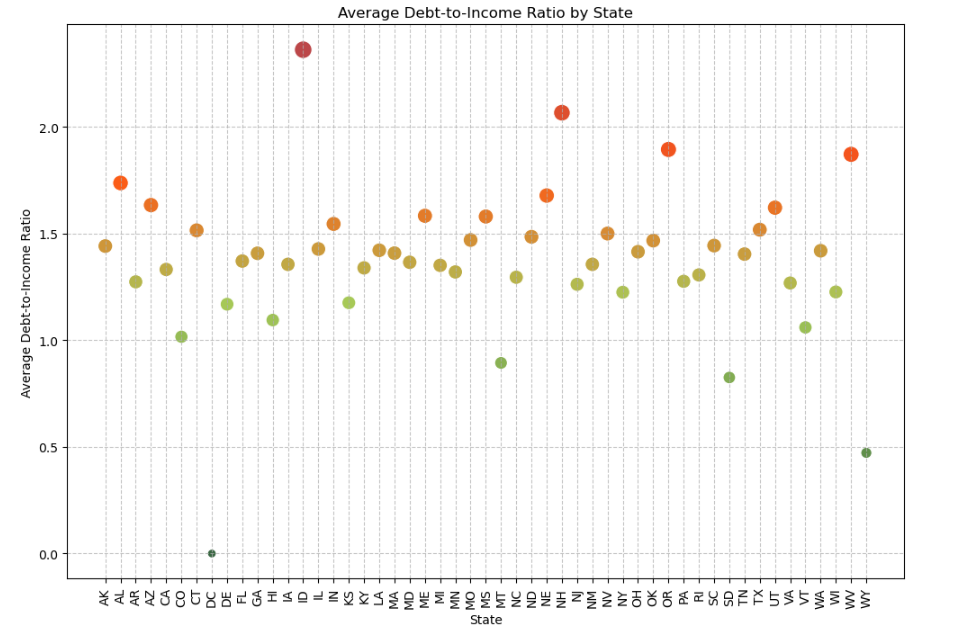 Average Debt-to-Income Ratio by State
Average Debt-to-Income Ratio
2.0
1.5
1.0
0.5
0.0
AK AL AR AZ CA CO CT DC DE FL GA HI IA ID IL IN KS KY LA MA MD ME MI MN MO MS MT NC ND NE NH NJ NM NV NY OH OK OR PA RI SC SD TN TX UT VA VT WA WI WV WY
State